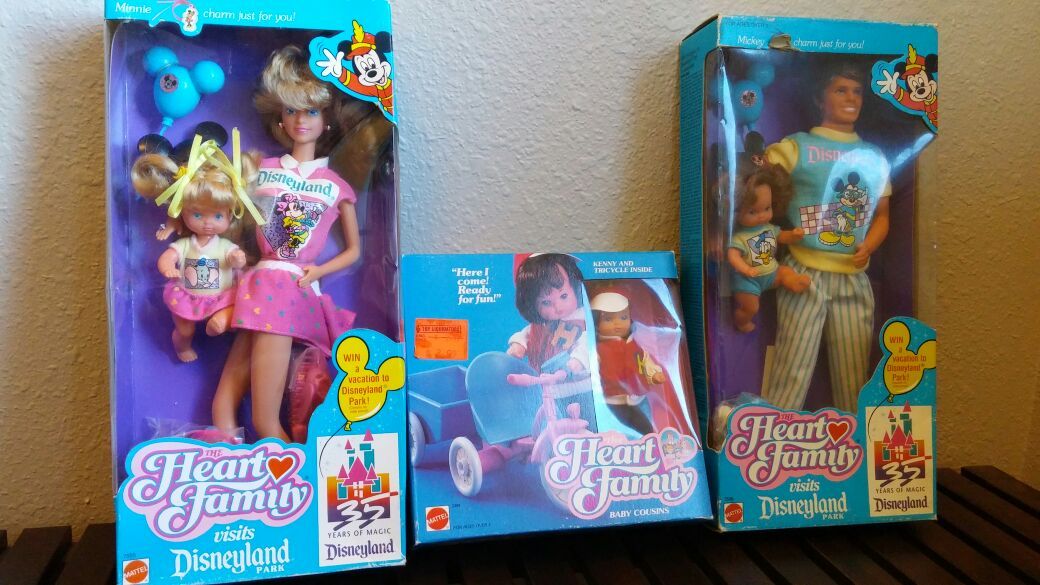 Minnie charm just for you!
Disneyland
WIN
a
vacation to
Disneyland
Park!
THE
Heart
Family
visits
Disneyland
PARK
35
YEARS OF MAGIC
Disneyland
MATTEL
"Here I
come!
Ready
for fun!"
KENNY AND
TRICYCLE INSIDE
TOY LIQUIDATORS
H
The
Heart
Family
BABY COUSINS
MATTEL
Mickey charm just for you!
WIN
a
vacation to
Disneyland
Park!
THE
Heart
Family
visits
Disneyland
PARK
35
YEARS OF MAGIC
Disneyland
MATTEL